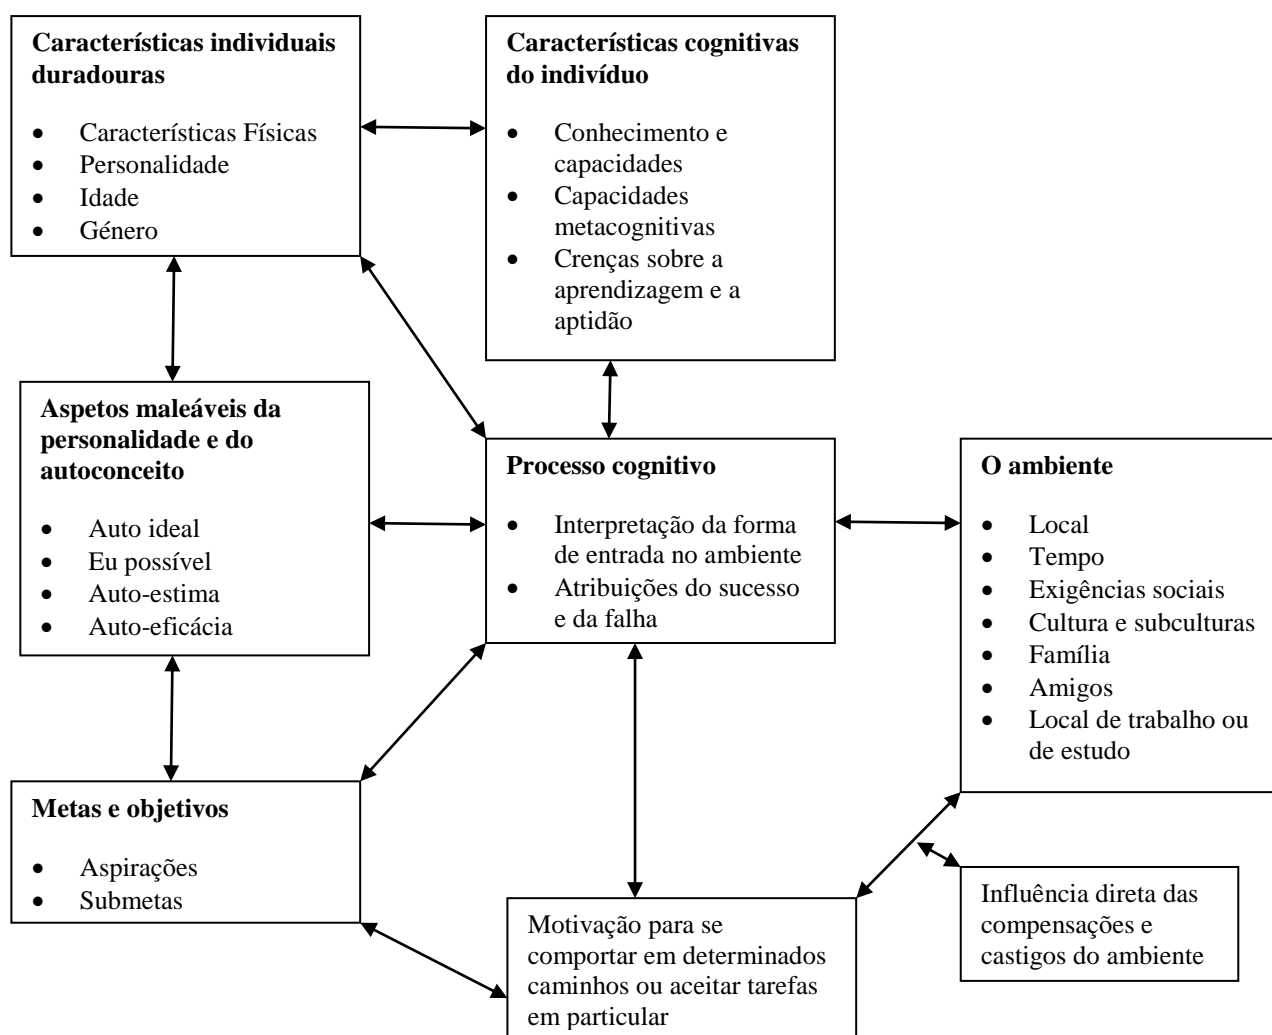 Características individuais
duradouras
• Características Físicas
• Personalidade
• Idade
• Género
Características cognitivas
do indivíduo
• Conhecimento e
capacidades
• Capacidades
metacognitivas
• Crenças sobre a
aprendizagem e a
aptidão
Aspetos maleáveis da
personalidade e do
autoconceito
• Auto ideal
• Eu possível
• Auto-estima
• Auto-eficácia
Processo cognitivo
• Interpretação da forma
de entrada no ambiente
• Atribuições do sucesso
e da falha
O ambiente
• Local
• Tempo
• Exigências sociais
• Cultura e subculturas
• Família
• Amigos
• Local de trabalho ou
de estudo
Metas e objetivos
• Aspirações
• Submetas
Motivação para se
comportar em determinados
caminhos ou aceitar tarefas
em particular
Influência direta das
compensações e
castigos do ambiente